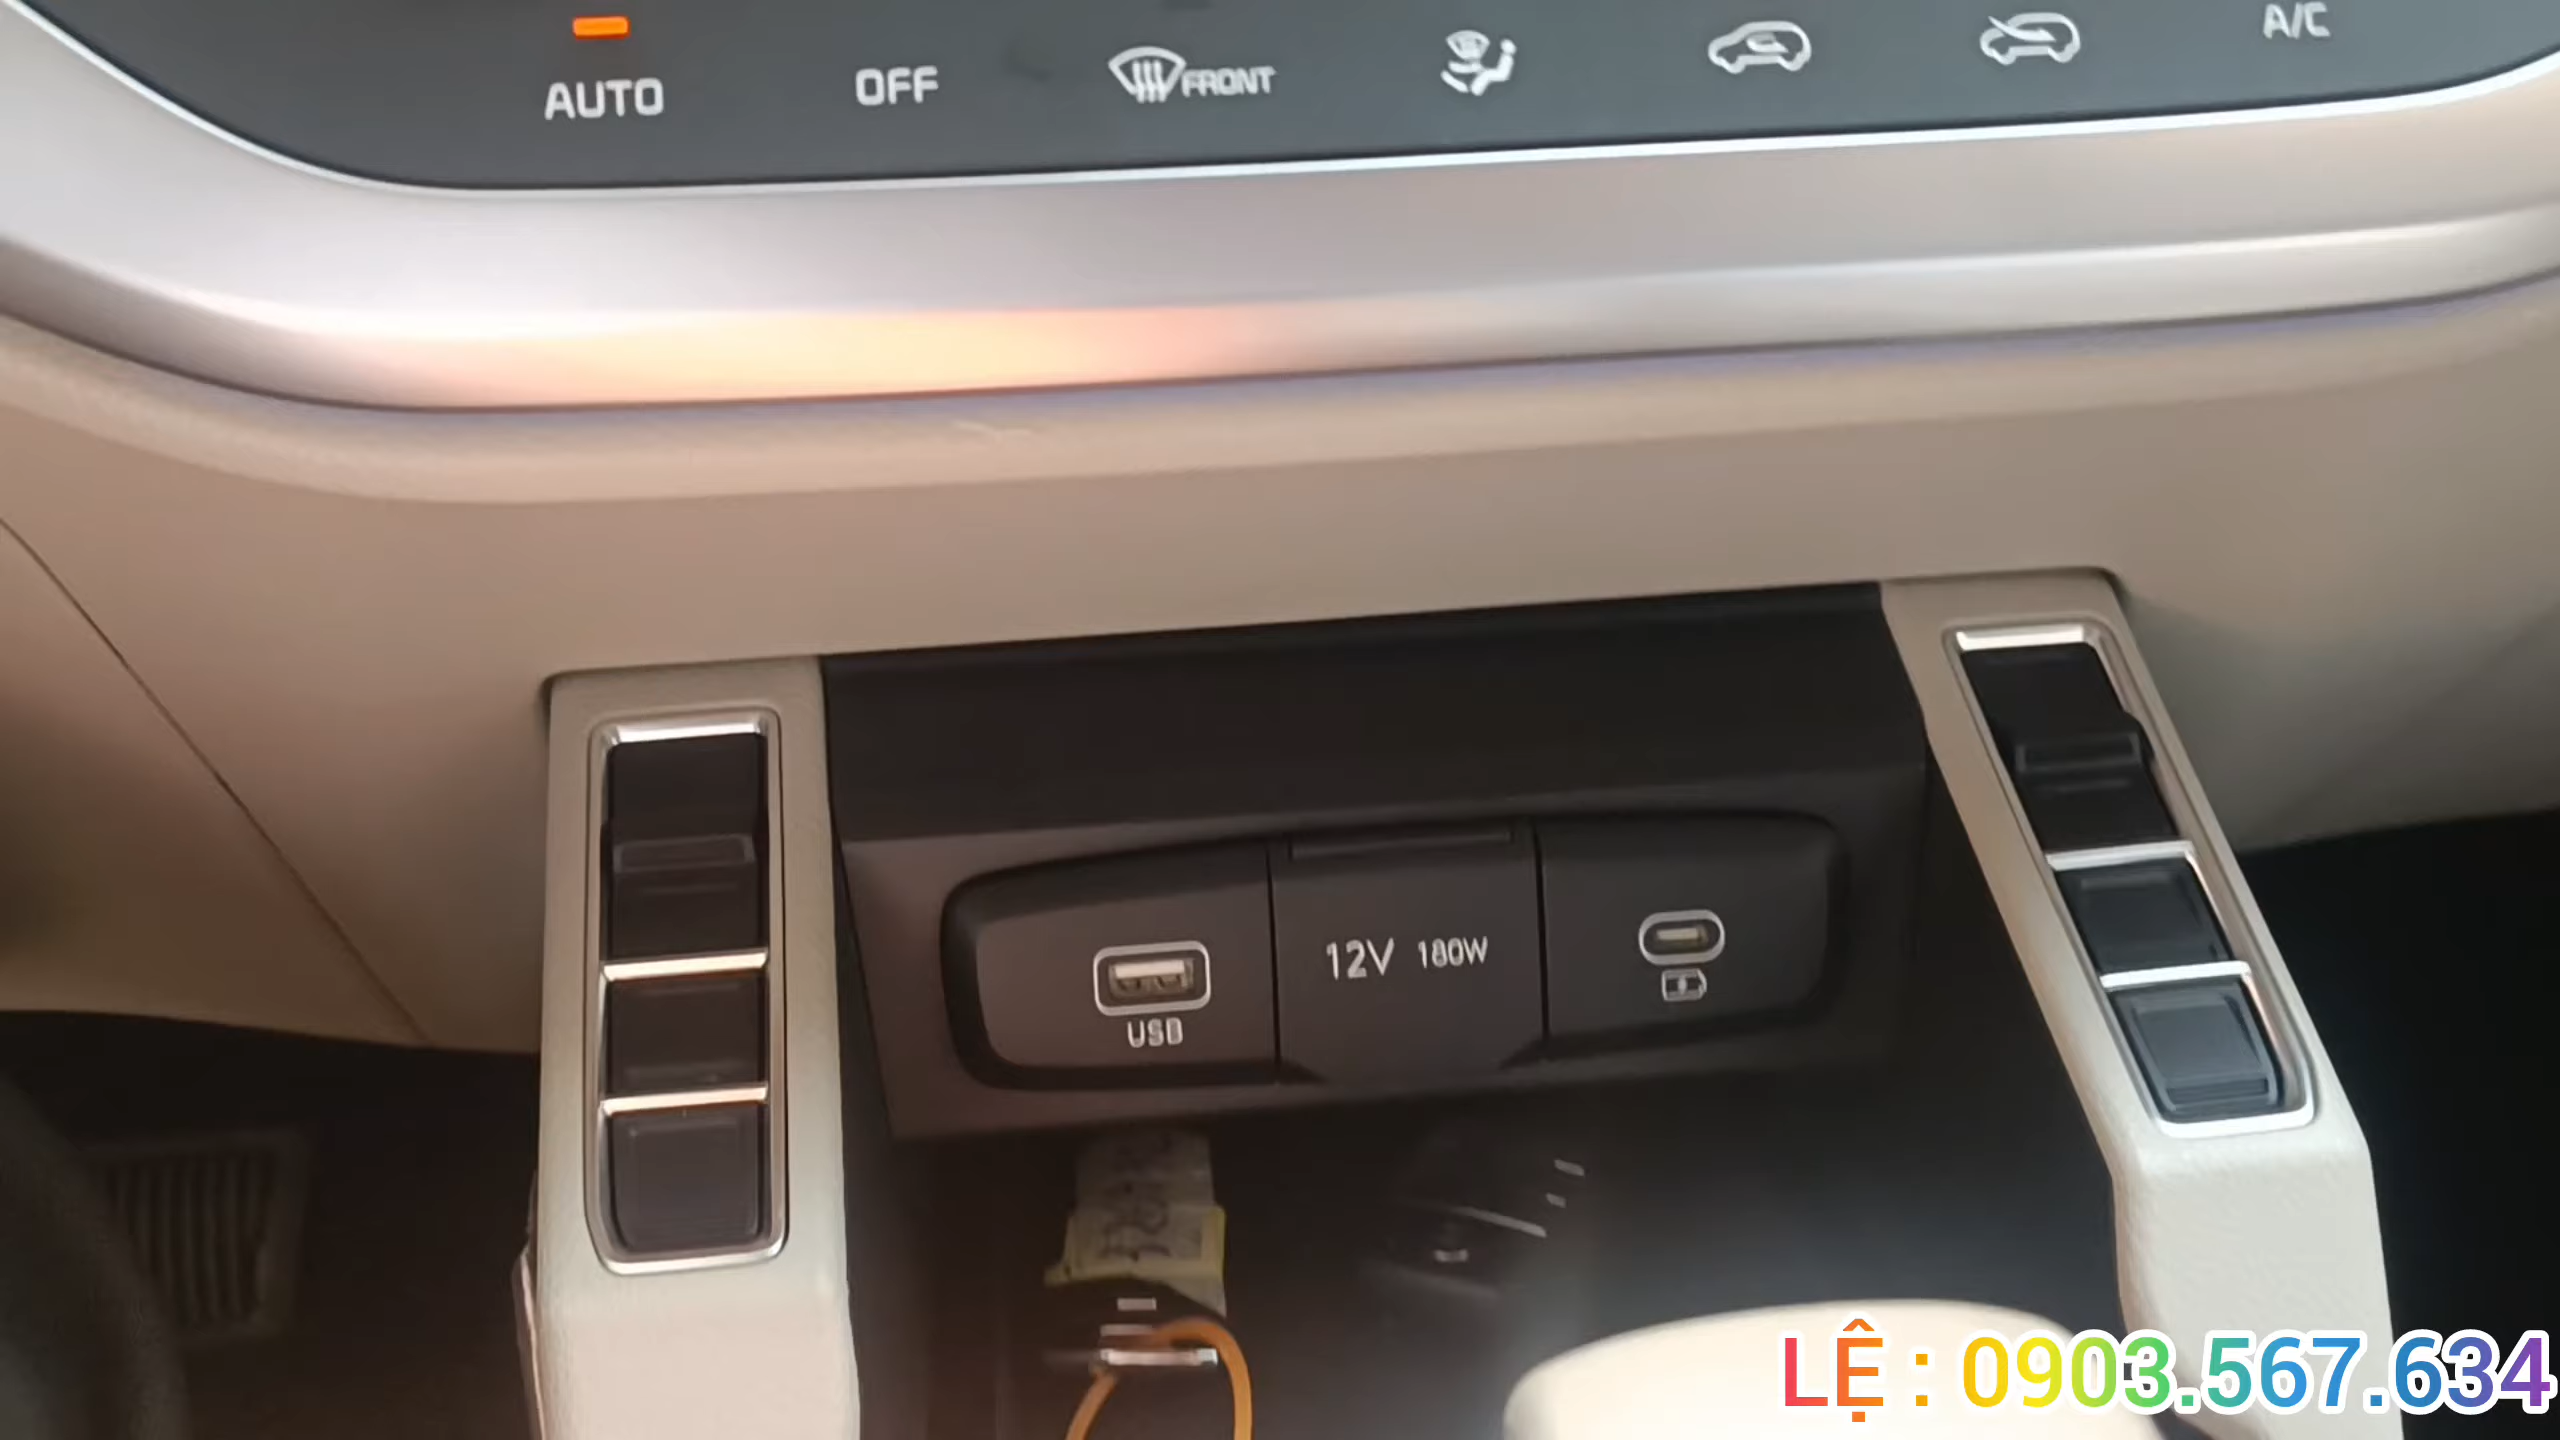 AUTO
OFF
FRONT
A/C
12V 180W
USB
LỆ : 0903.567.634